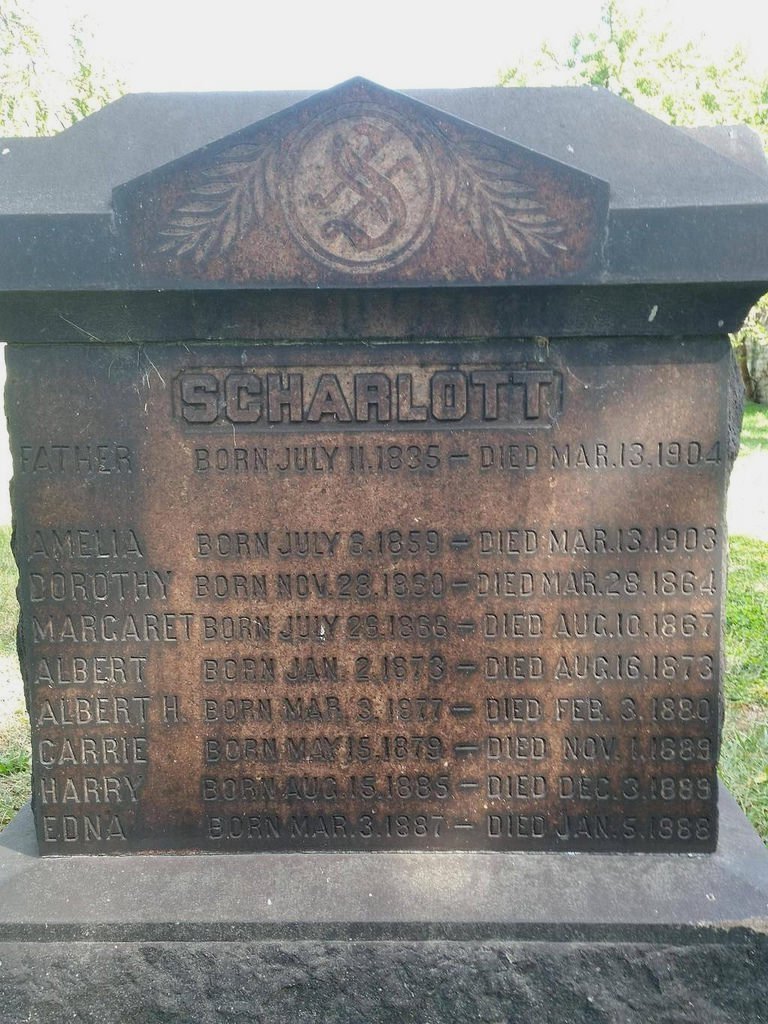 S
SCHARLOTT
FATHER BORN JULY 11.1835 – DIED MAR.13.1904
AMELIA BORN JULY 6.1859 – DIED MAR.13.1903
DOROTHY BORN NOV.28.1860 – DIED MAR.28.1864
MARGARET BORN JULY 29.1866 – DIED AUG.10.1867
ALBERT BORN JAN. 2.1873 – DIED AUG.16.1873
ALBERT H. BORN MAR. 3.1877 – DIED FEB. 3.1880
CARRIE BORN MAY 15.1879 – DIED NOV. 1.1889
HARRY BORN AUG.15.1885 – DIED DEC. 3.1889
EDNA BORN MAR. 3.1887 – DIED JAN. 5.1888